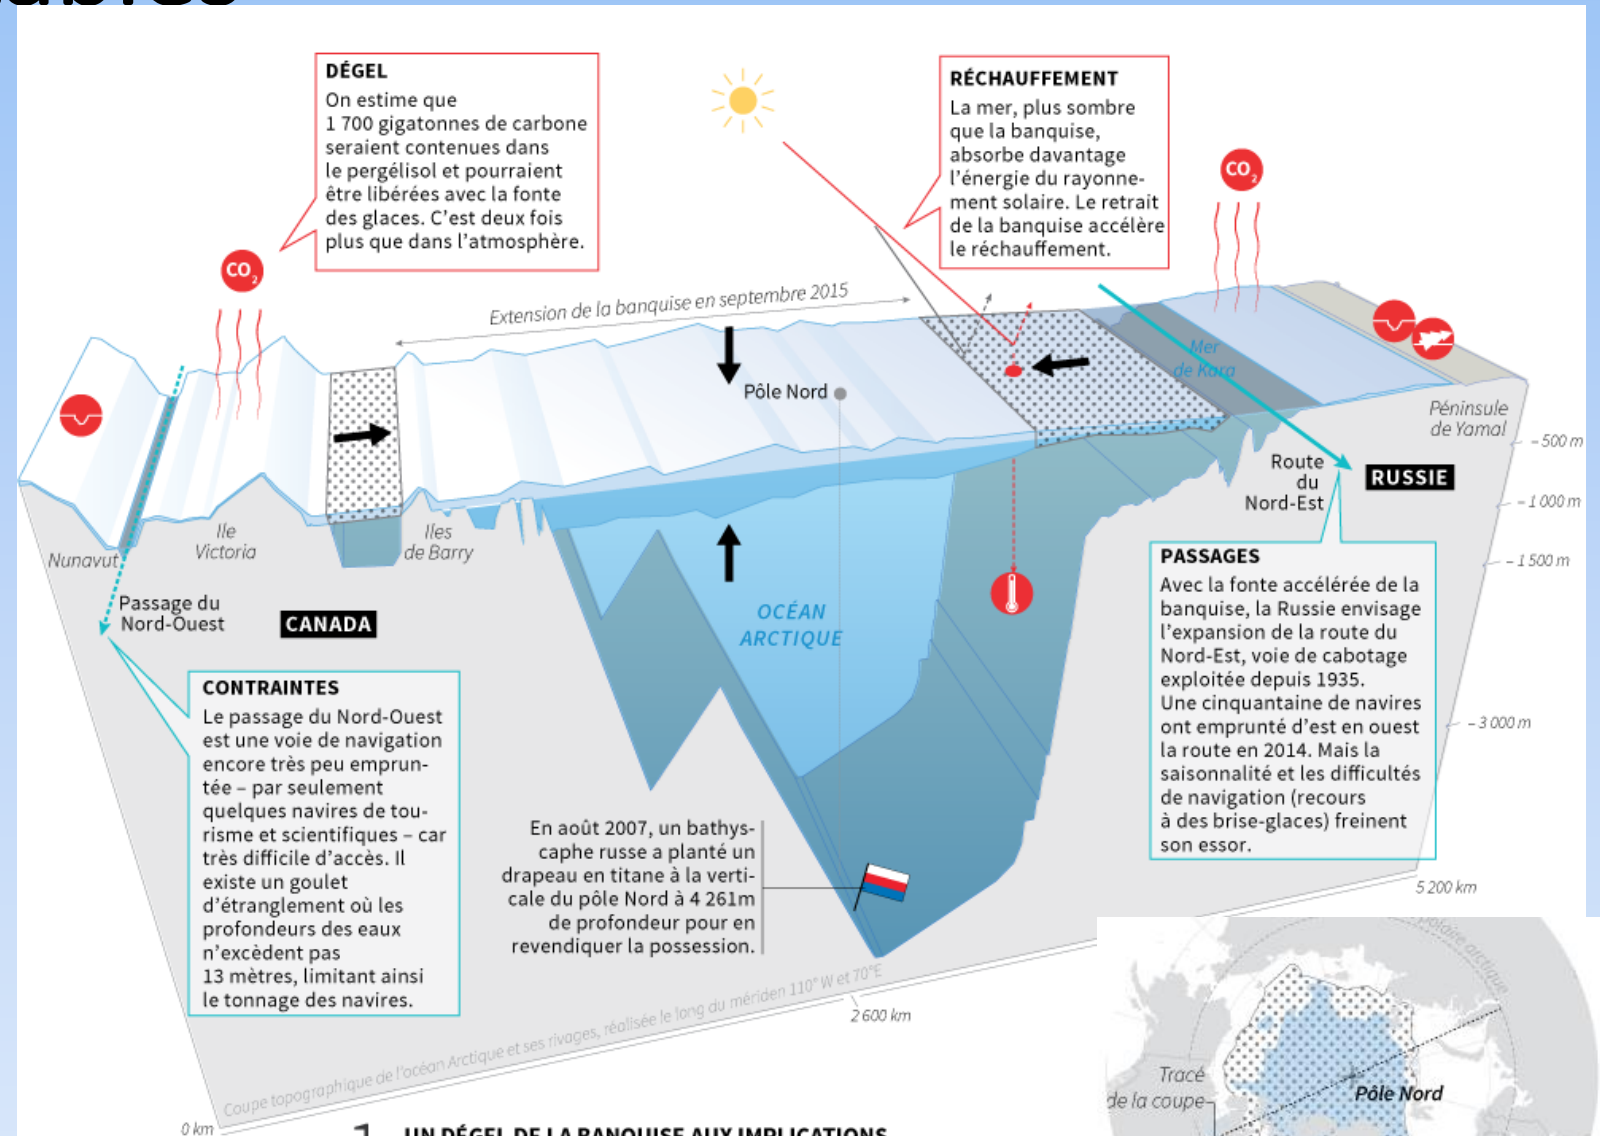 DÉGEL
On estime que
1 700 gigatonnes de carbone
seraient contenues dans
le pergélisol et pourraient
être libérées avec la fonte
des glaces. C'est deux fois
plus que dans l'atmosphère.
RÉCHAUFFEMENT
La mer, plus sombre
que la banquise,
absorbe davantage
l'énergie du rayonne-
ment solaire. Le retrait
de la banquise accélère
le réchauffement.
CO2
CO2
Extension de la banquise en septembre 2015
Pôle Nord
Mer
de Kara
Péninsule
de Yamal
– 500 m
– 1 000 m
– 1 500 m
– 3 000 m
Route
du
Nord-Est
RUSSIE
Nunavut
Ile
Victoria
Iles
de Barry
Passage du
Nord-Ouest
CANADA
OCÉAN
ARCTIQUE
PASSAGES
Avec la fonte accélérée de la
banquise, la Russie envisage
l'expansion de la route du
Nord-Est, voie de cabotage
exploitée depuis 1935.
Une cinquantaine de navires
ont emprunté d'est en ouest
la route en 2014. Mais la
saisonnalité et les difficultés
de navigation (recours
à des brise-glaces) freinent
son essor.
CONTRAINTES
Le passage du Nord-Ouest
est une voie de navigation
encore très peu emprun-
tée – par seulement
quelques navires de tou-
risme et scientifiques – car
très difficile d'accès. Il
existe un goulet
d'étranglement où les
profondeurs des eaux
n'excèdent pas
13 mètres, limitant ainsi
le tonnage des navires.
En août 2007, un bathys-
caphe russe a planté un
drapeau en titane à la verti-
cale du pôle Nord à 4 261m
de profondeur pour en
revendiquer la possession.
Coupe topographique de l'océan Arctique et ses rivages, réalisée le long du méridien 110° W et 70°E
0 km
2 600 km
5 200 km
polaire arctique
Tracé
de la coupe
Pôle Nord
1 UN DÉGEL DE LA BANQUISE AUX IMPLICATIONS